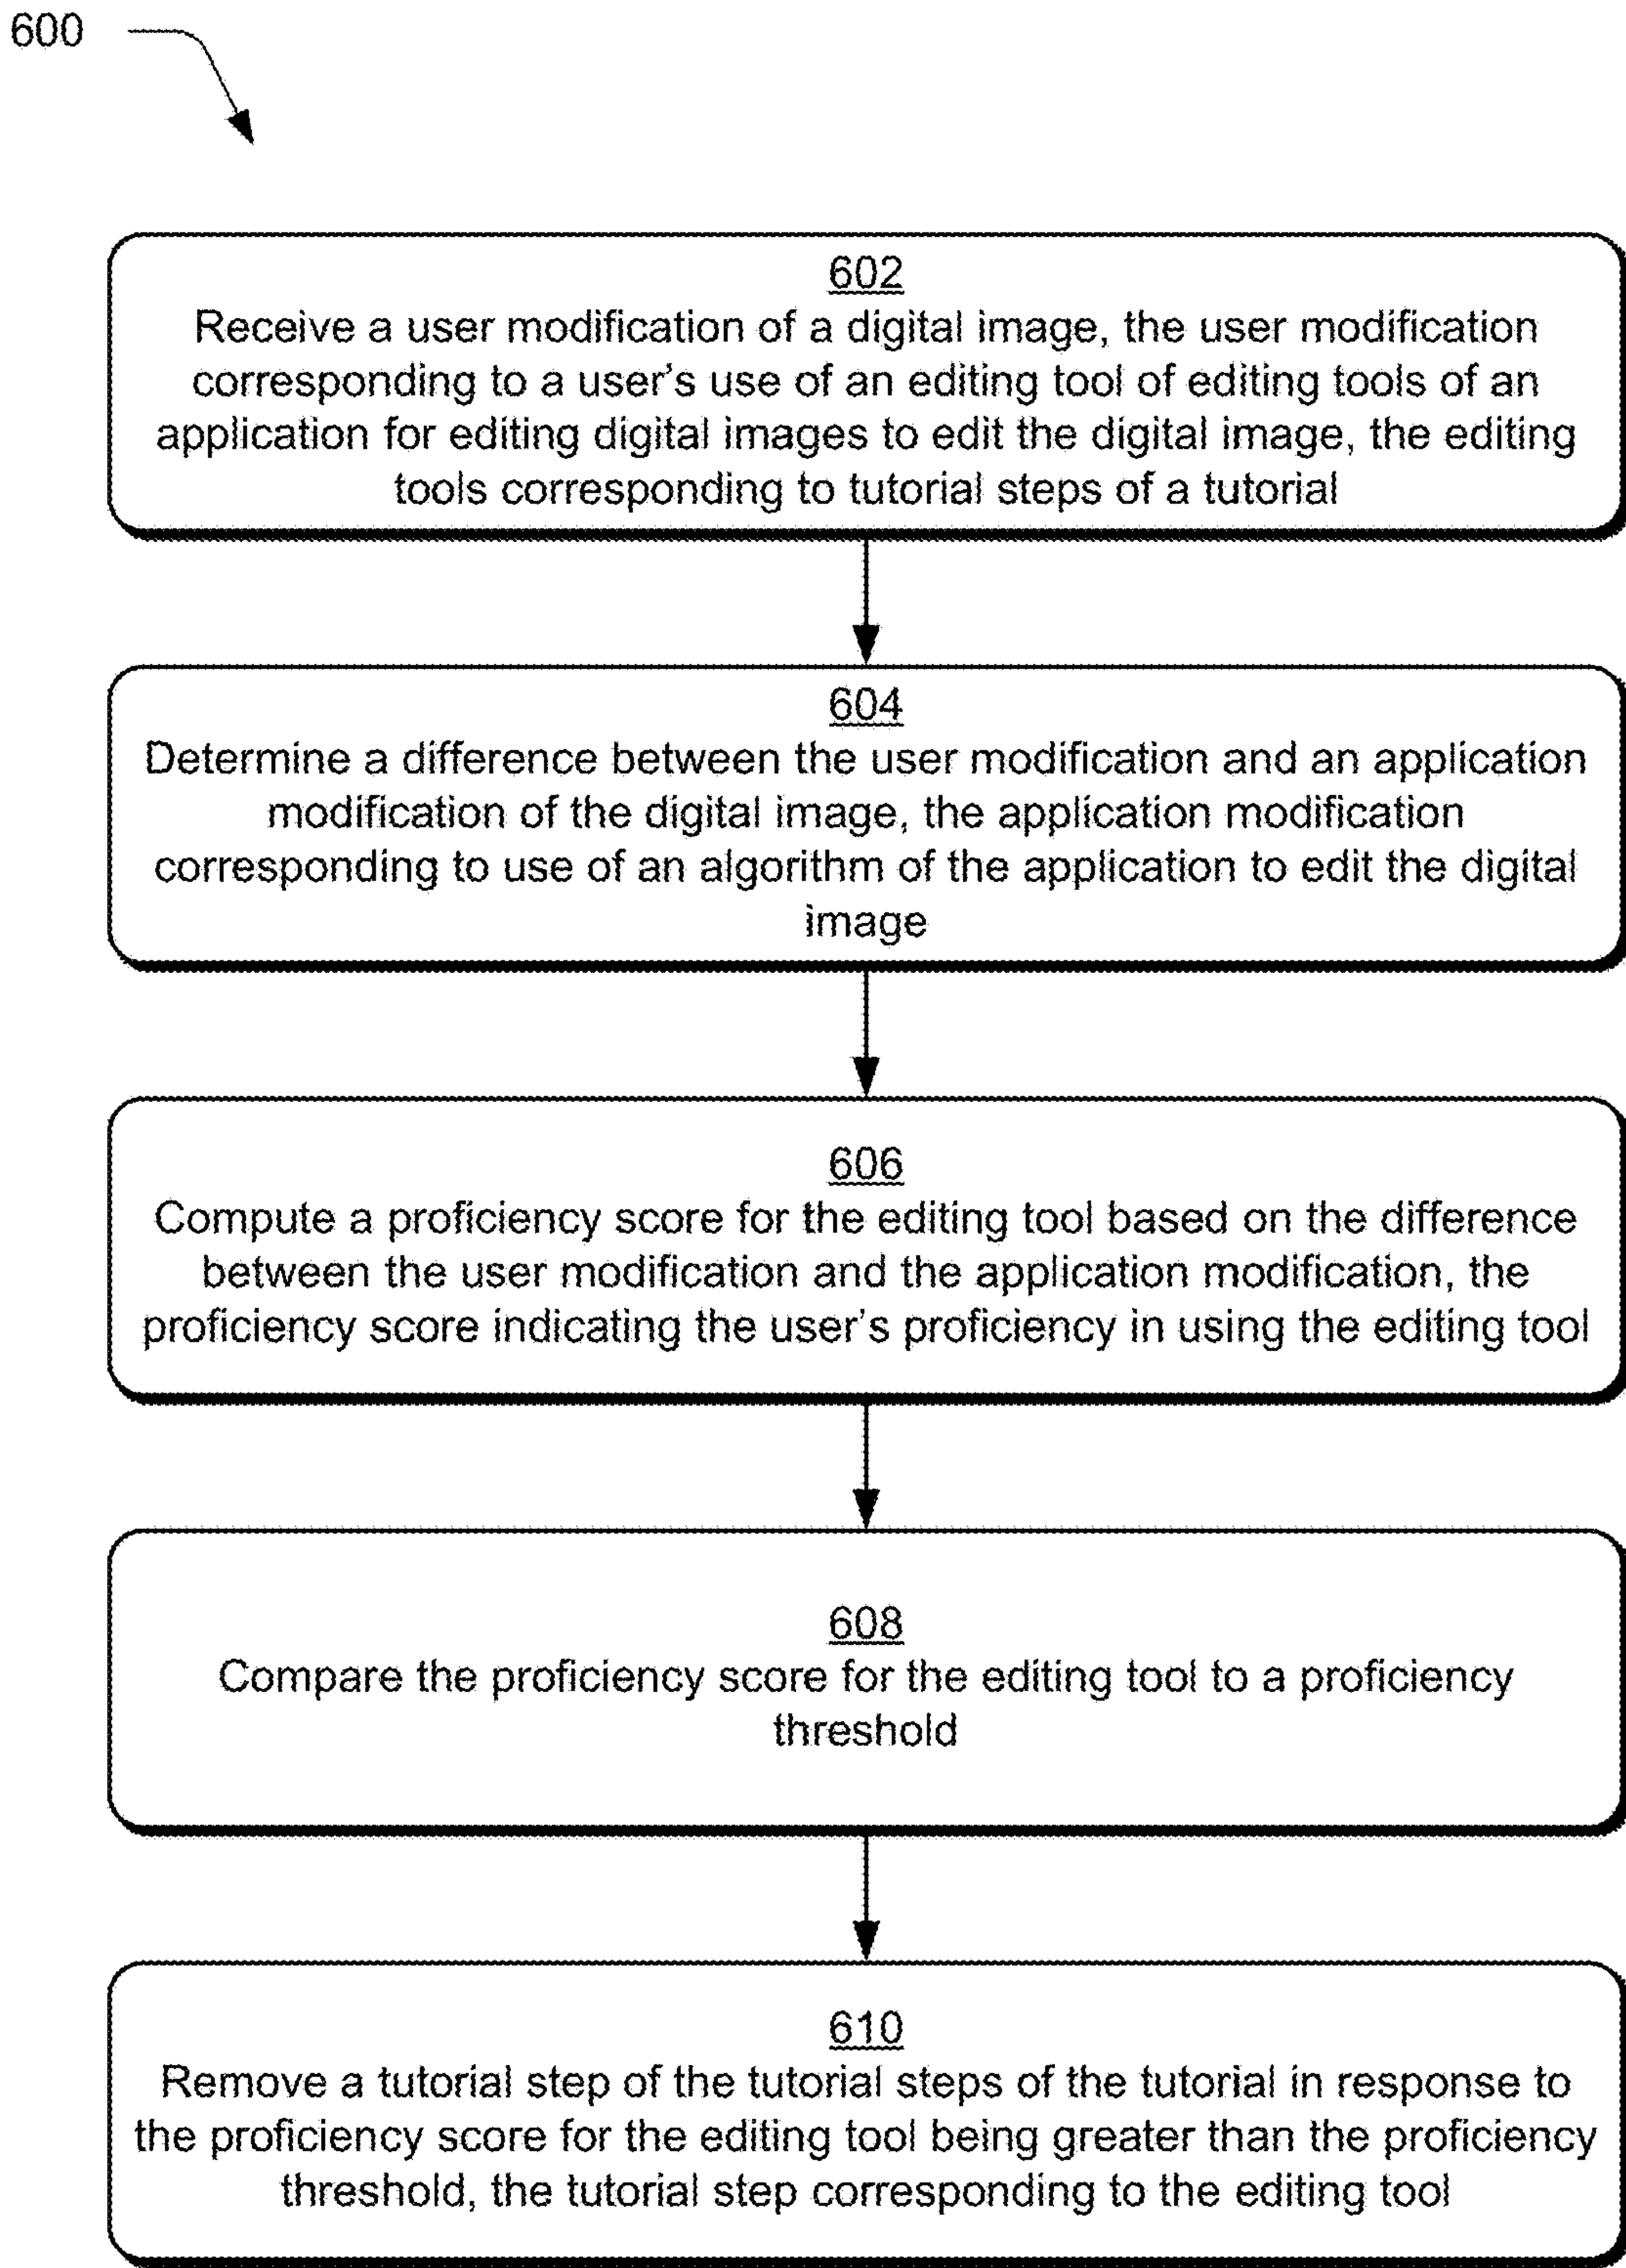 600
602
Receive a user modification of a digital image, the user modification
corresponding to a user's use of an editing tool of editing tools of an
application for editing digital images to edit the digital image, the editing
tools corresponding to tutorial steps of a tutorial
604
Determine a difference between the user modification and an application
modification of the digital image, the application modification
corresponding to use of an algorithm of the application to edit the digital
image
606
Compute a proficiency score for the editing tool based on the difference
between the user modification and the application modification, the
proficiency score indicating the user's proficiency in using the editing tool
608
Compare the proficiency score for the editing tool to a proficiency
threshold
610
Remove a tutorial step of the tutorial steps of the tutorial in response to
the proficiency score for the editing tool being greater than the proficiency
threshold, the tutorial step corresponding to the editing tool